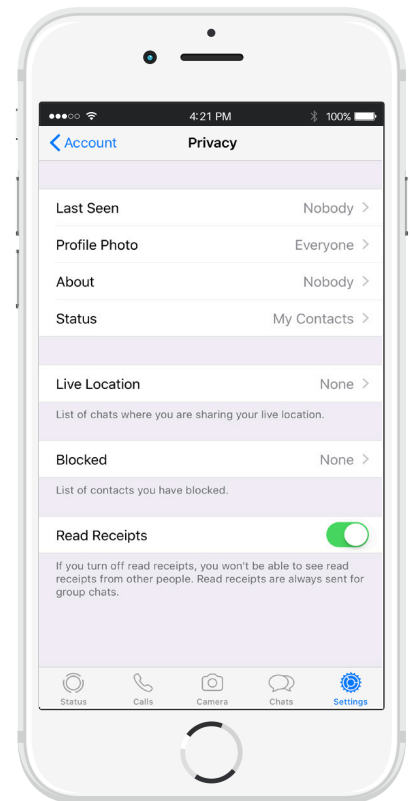 4:21 PM 100%
Account Privacy
Last Seen Nobody
Profile Photo Everyone
About Nobody
Status My Contacts
Live Location None
List of chats where you are sharing your live location.
Blocked None
List of contacts you have blocked.
Read Receipts
If you turn off read receipts, you won't be able to see read
receipts from other people. Read receipts are always sent for
group chats.
Status Calls Camera Chats Settings